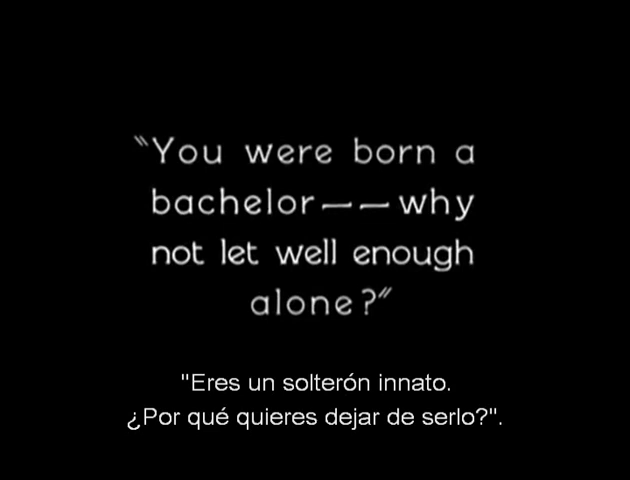 "You were born a
bachelor——why
not let well enough
alone?"
"Eres un solterón innato.
¿Por qué quieres dejar de serlo?".